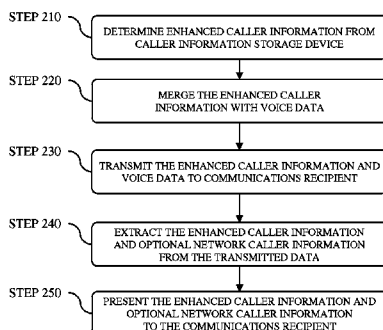 STEP 210
DETERMINE ENHANCED CALLER INFORMATION FROM
CALLER INFORMATION STORAGE DEVICE
STEP 220
MERGE THE ENHANCED CALLER
INFORMATION WITH VOICE DATA
STEP 230
TRANSMIT THE ENHANCED CALLER INFORMATION AND
VOICE DATA TO COMMUNICATIONS RECIPIENT
STEP 240
EXTRACT THE ENHANCED CALLER INFORMATION
AND OPTIONAL NETWORK CALLER INFORMATION
FROM THE TRANSMITTED DATA
STEP 250
PRESENT THE ENHANCED CALLER INFORMATION AND
OPTIONAL NETWORK CALLER INFORMATION
TO THE COMMUNICATIONS RECIPIENT